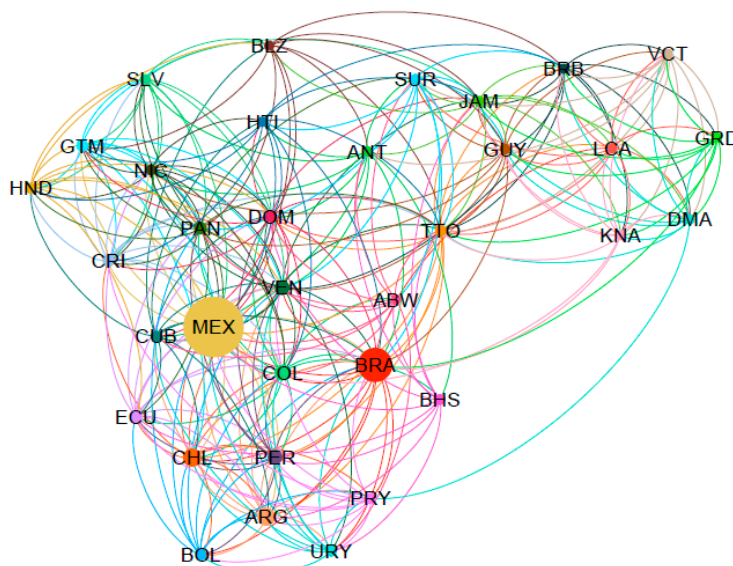 BLZ
VCT
BRB
SLV
SUR
JAM
HTI
GRD
GTM
ANT
GUY
LCA
NIC
HND
DOM
DMA
PAN
TTO
KNA
CRI
VEN
ABW
MEX
CUB
BRA
COL
BHS
ECU
CHL
PER
PRY
ARG
URY
BOL